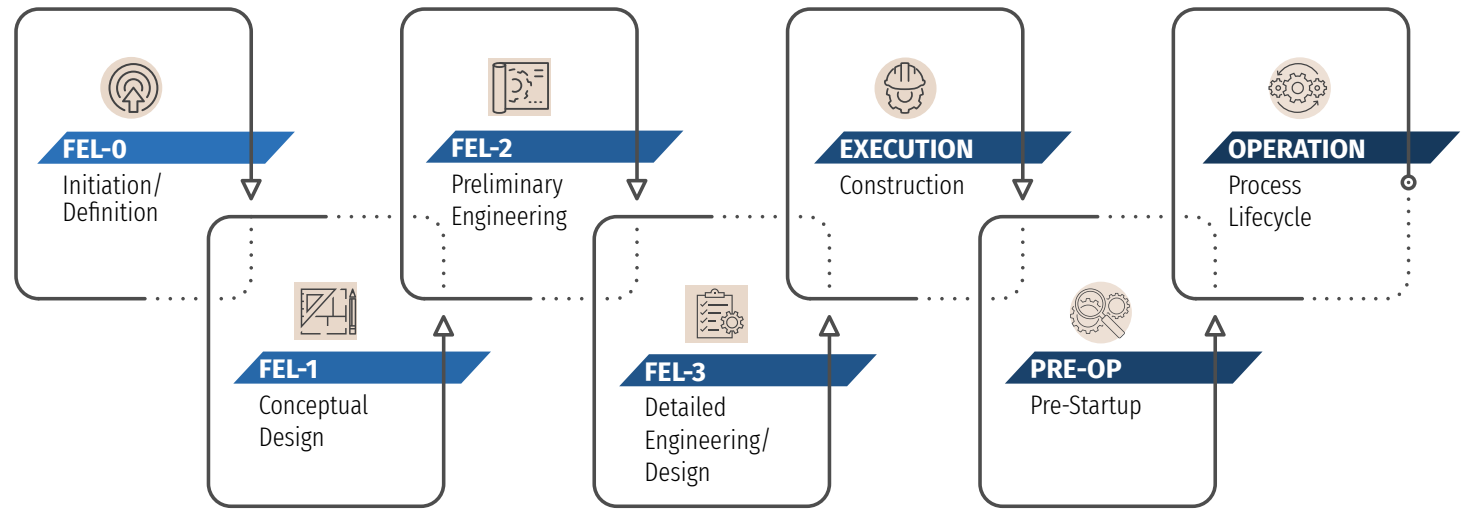 FEL-0
Initiation/
Definition
FEL-1
Conceptual
Design
FEL-2
Preliminary
Engineering
FEL-3
Detailed
Engineering/
Design
EXECUTION
Construction
PRE-OP
Pre-Startup
OPERATION
Process
Lifecycle